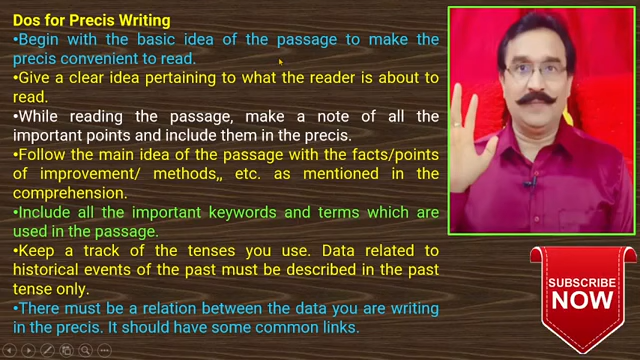 Dos for Precis Writing
•Begin with the basic idea of the passage to make the
precis convenient to read.
•Give a clear idea pertaining to what the reader is about to
read.
•While reading the passage, make a note of all the
important points and include them in the precis.
•Follow the main idea of the passage with the facts/points
of improvement/ methods,, etc. as mentioned in the
comprehension.
•Include all the important keywords and terms which are
used in the passage.
•Keep a track of the tenses you use. Data related to
historical events of the past must be described in the past
tense only.
•There must be a relation between the data you are writing
in the precis. It should have some common links.
SUBSCRIBE
NOW